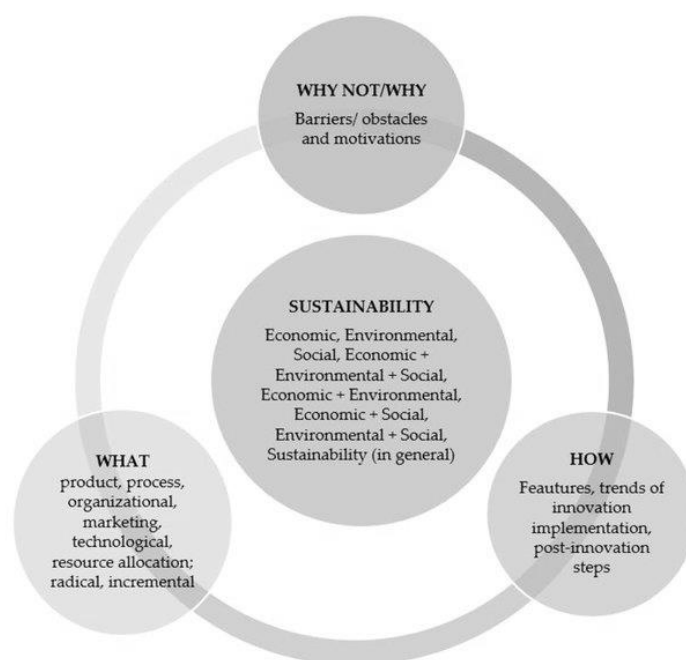 WHY NOT/WHY
Barriers/ obstacles
and motivations
SUSTAINABILITY
Economic, Environmental,
Social, Economic +
Environmental + Social,
Economic + Environmental,
Economic + Social,
Environmental + Social,
Sustainability (in general)
WHAT
product, process,
organizational,
marketing,
technological,
resource allocation;
radical, incremental
HOW
Feautures, trends of
innovation
implementation,
post-innovation
steps